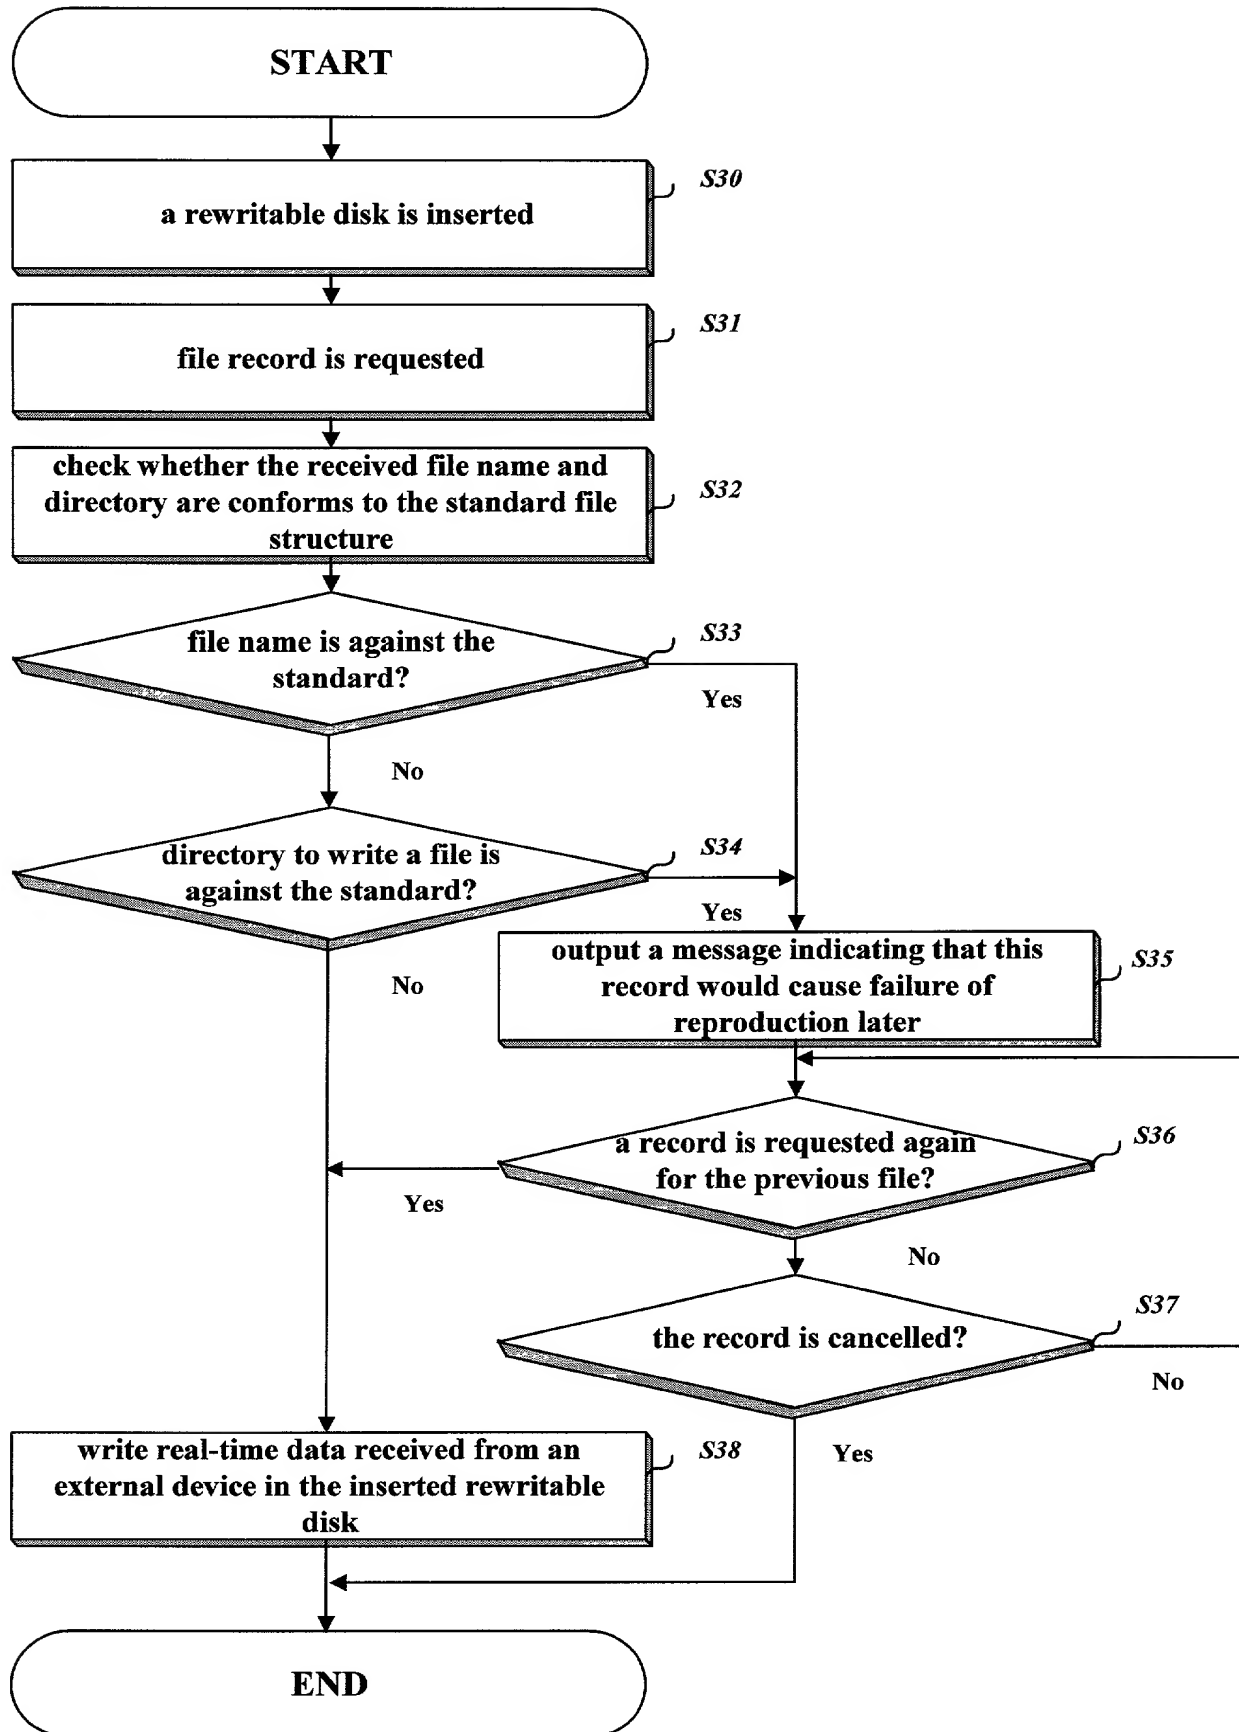 START
a rewritable disk is inserted
S30
file record is requested
S31
check whether the received file name and
directory are conforms to the standard file
structure
S32
file name is against the
standard?
S33
Yes
No
directory to write a file is
against the standard?
S34
Yes
No
output a message indicating that this
record would cause failure of
reproduction later
S35
a record is requested again
for the previous file?
S36
Yes
No
the record is cancelled?
S37
No
Yes
write real-time data received from an
external device in the inserted rewritable
disk
S38
END